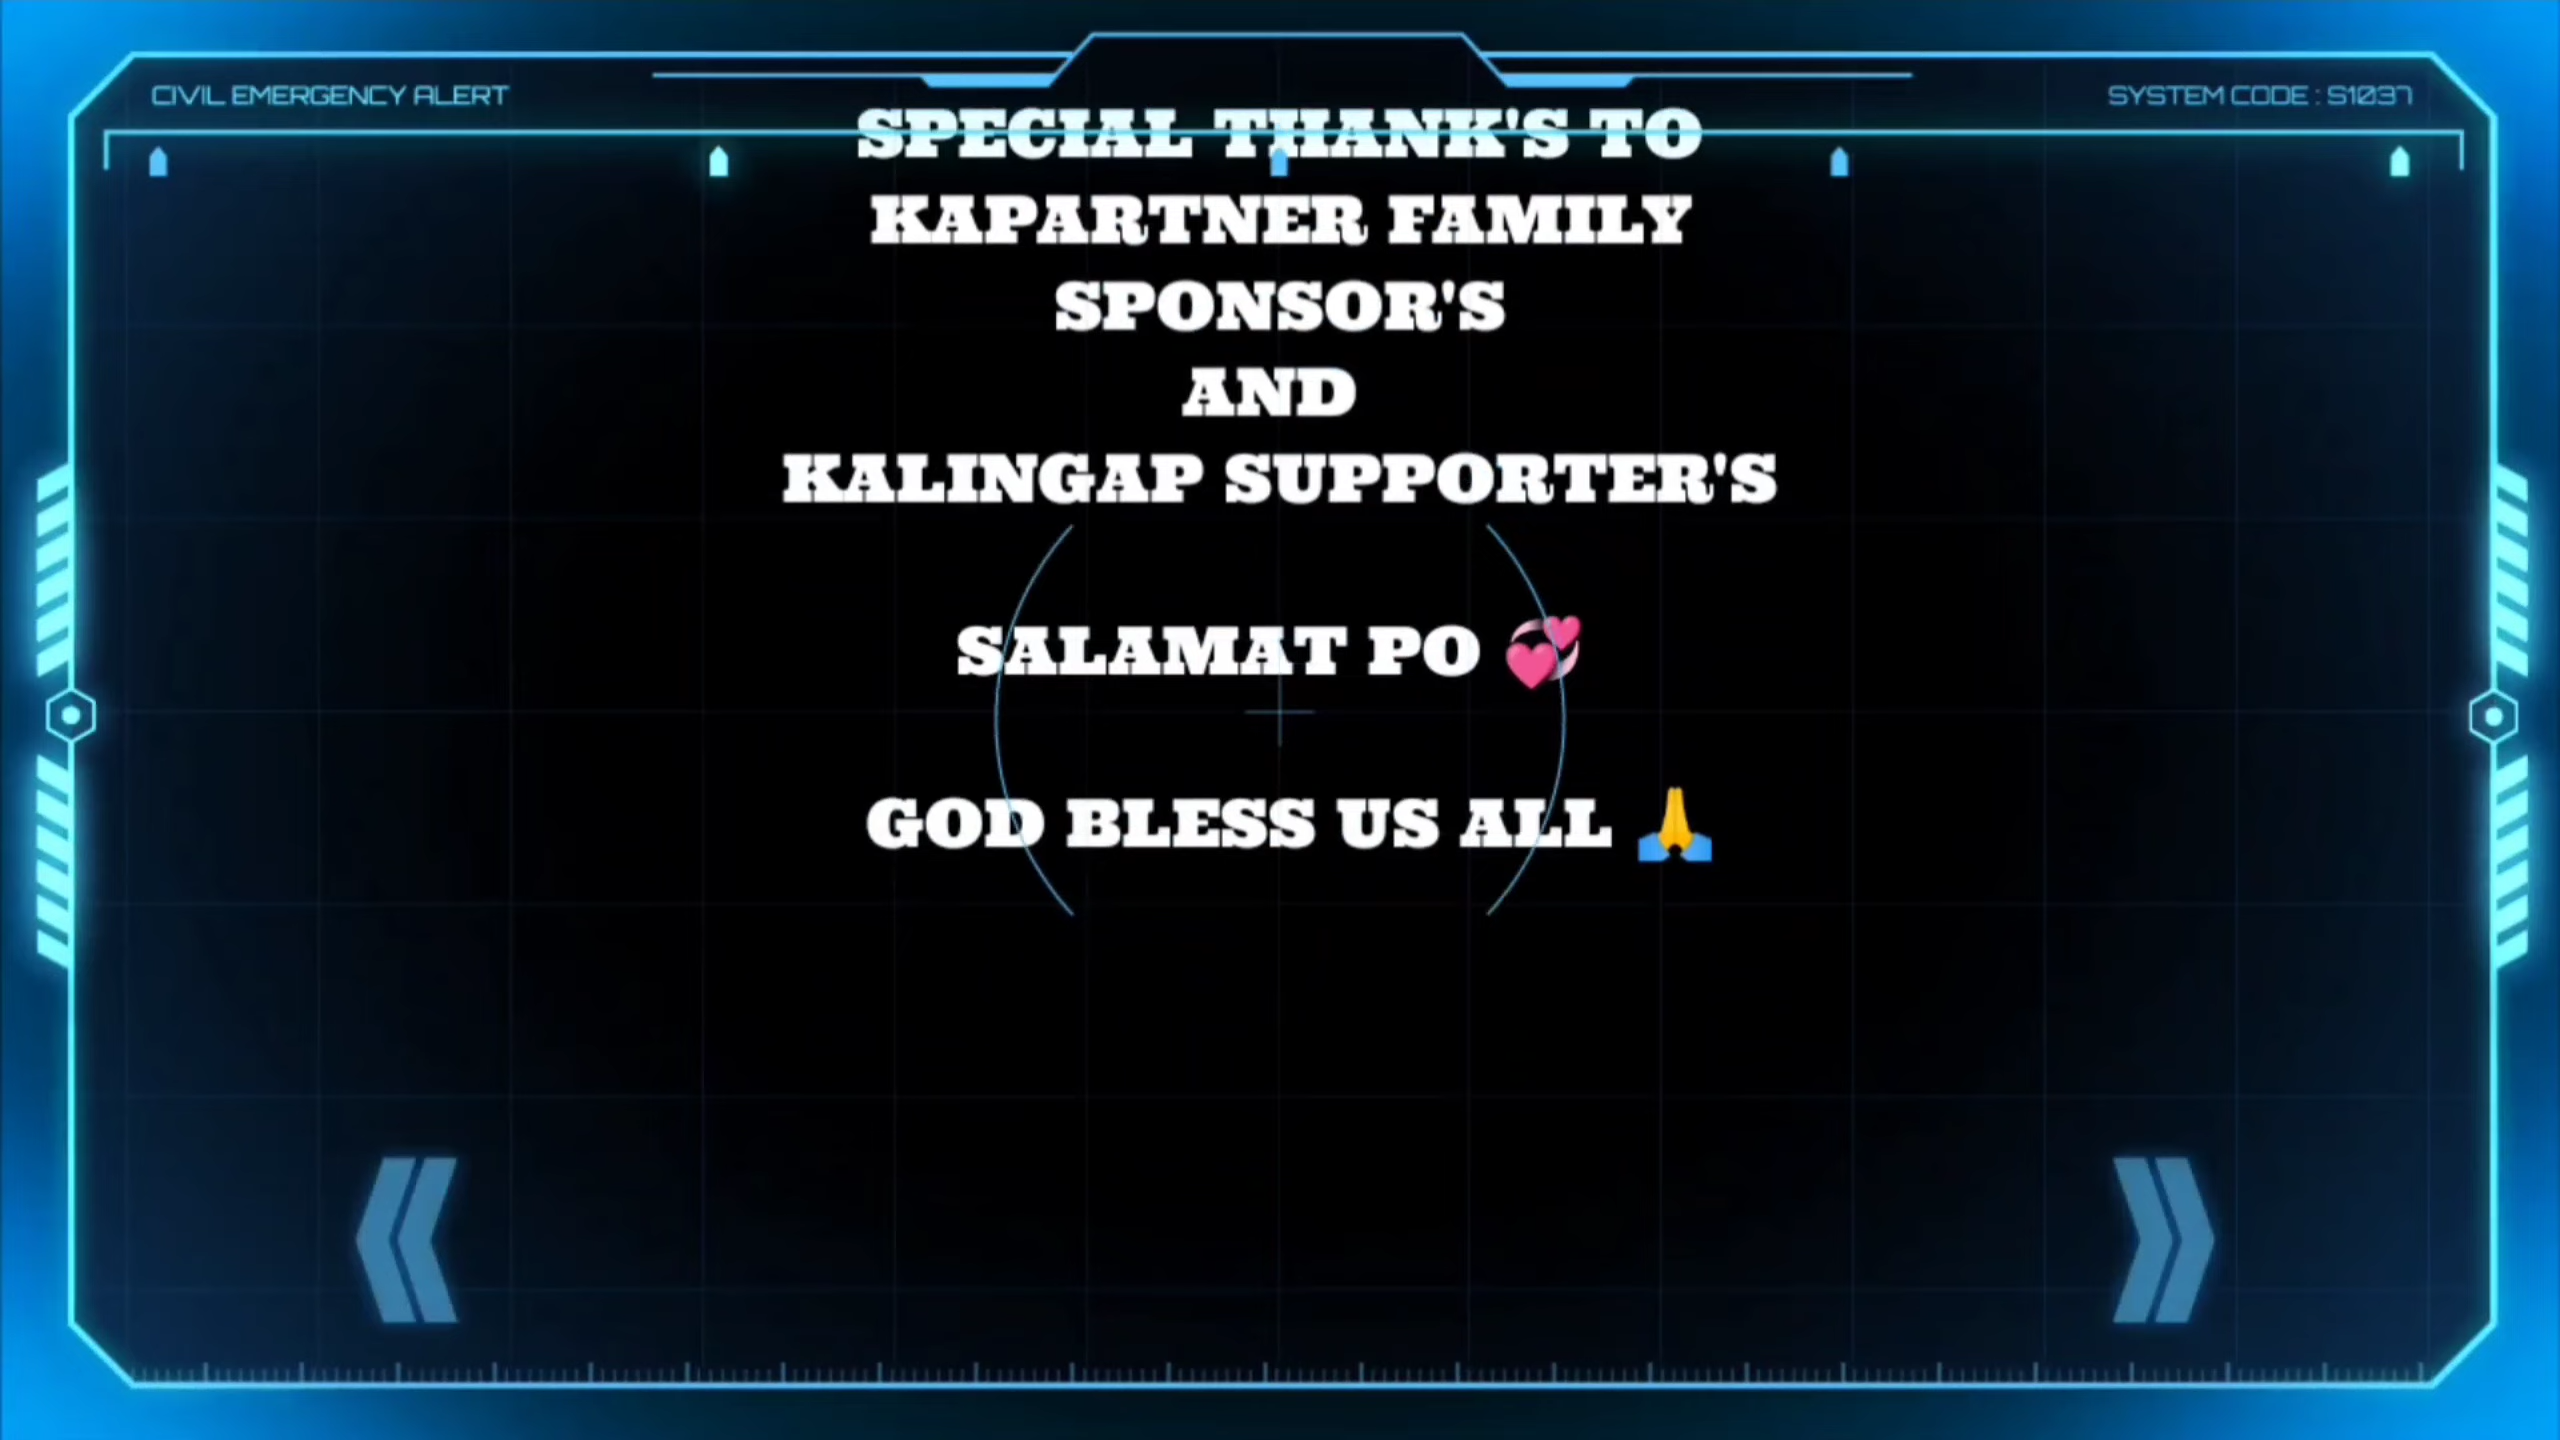 CIVIL EMERGENCY ALERT
SYSTEM CODE : S1037
SPECIAL THANK'S TO
KAPARTNER FAMILY
SPONSOR'S
AND
KALINGAP SUPPORTER'S
SALAMAT PO 💞
GOD BLESS US ALL 🙏